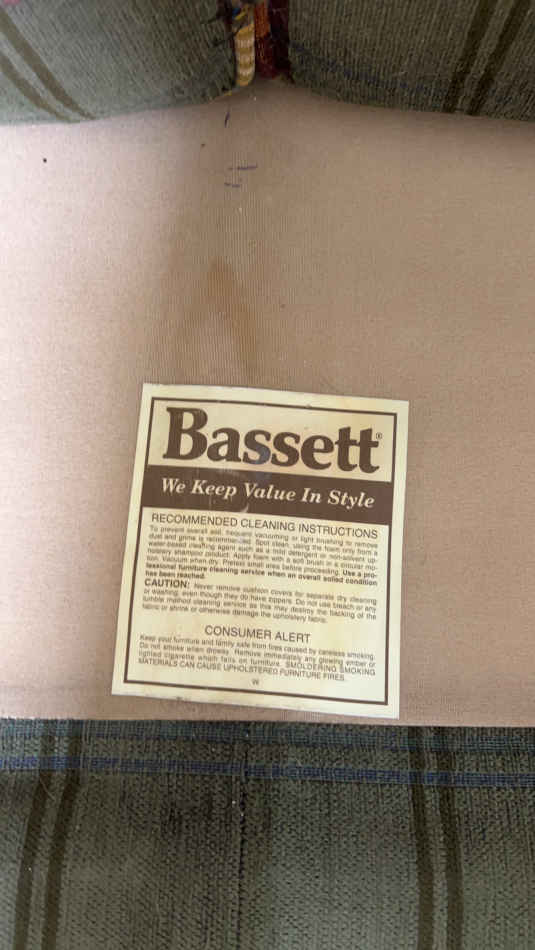 Bassett®
We Keep Value In Style
RECOMMENDED CLEANING INSTRUCTIONS
To prevent overall soil, frequent vacuuming or light brushing to remove
dust and grime is recommended. Spot clean, using the foam only from a
water-based cleaning agent such as a mild detergent or non-solvent up-
holstery shampoo product. Apply foam with a soft brush in a circular mo-
tion. Vacuum when dry. Pretest small area before proceeding. Use a pro-
fessional furniture cleaning service when an overall soiled condition
has been reached.
CAUTION: Never remove cushion covers for separate dry cleaning
or washing, even though they do have zippers. Do not use bleach or any
tumble method cleaning service as this may destroy the backing of the
fabric or shrink or otherwise damage the upholstery fabric.
CONSUMER ALERT
Keep your furniture and family safe from fires caused by careless smoking.
Do not smoke when drowsy. Remove immediately any glowing ember or
lighted cigarette which falls on furniture. SMOLDERING SMOKING
MATERIALS CAN CAUSE UPHOLSTERED FURNITURE FIRES.
W